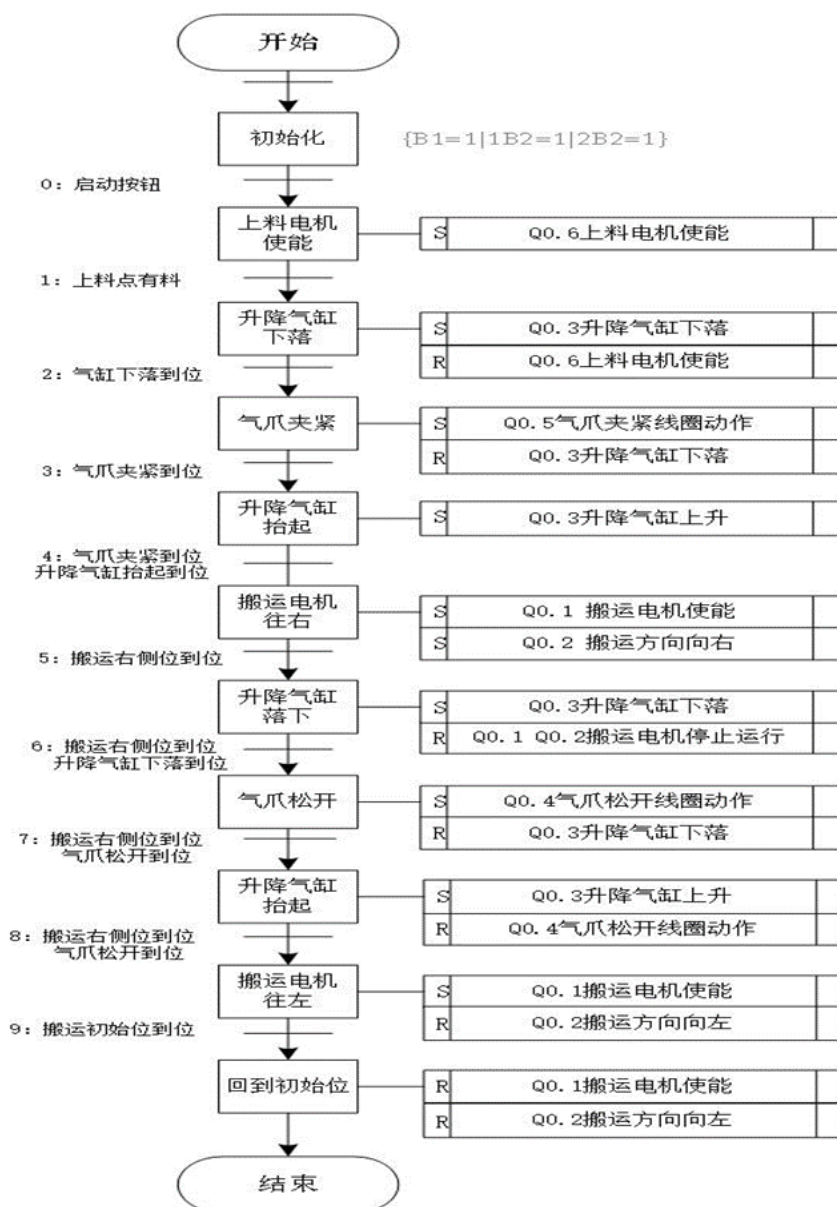 开始
初始化
{B1=1|1B2=1|2B2=1}
0: 启动按钮
上料电机
使能
S Q0.6上料电机使能
1: 上料点有料
升降气缸
下落
S Q0.3升降气缸下落
R Q0.6上料电机使能
2: 气缸下落到位
气爪夹紧
S Q0.5气爪夹紧线圈动作
R Q0.3升降气缸下落
3: 气爪夹紧到位
升降气缸
抬起
S Q0.3升降气缸上升
4: 气爪夹紧到位
升降气缸抬起到位
搬运电机
往右
S Q0.1 搬运电机使能
S Q0.2 搬运方向向右
5: 搬运右侧位到位
升降气缸
落下
S Q0.3升降气缸下落
R Q0.1 Q0.2搬运电机停止运行
6: 搬运右侧位到位
升降气缸下落到位
气爪松开
S Q0.4气爪松开线圈动作
R Q0.3升降气缸下落
7: 搬运右侧位到位
气爪松开到位
升降气缸
抬起
S Q0.3升降气缸上升
R Q0.4气爪松开线圈动作
8: 搬运右侧位到位
气爪松开到位
搬运电机
往左
S Q0.1搬运电机使能
R Q0.2搬运方向向左
9: 搬运初始位到位
回到初始位
R Q0.1搬运电机使能
R Q0.2搬运方向向左
结束